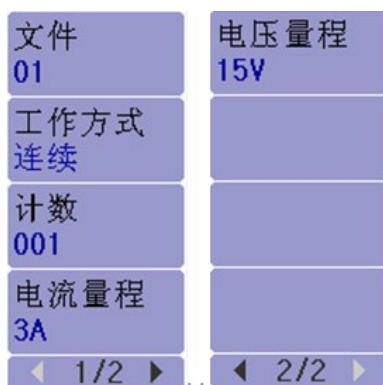 文件
01
工作方式
连续
计数
001
电流量程
3A
◀ 1/2 ▶
电压量程
15V
◀ 2/2 ▶